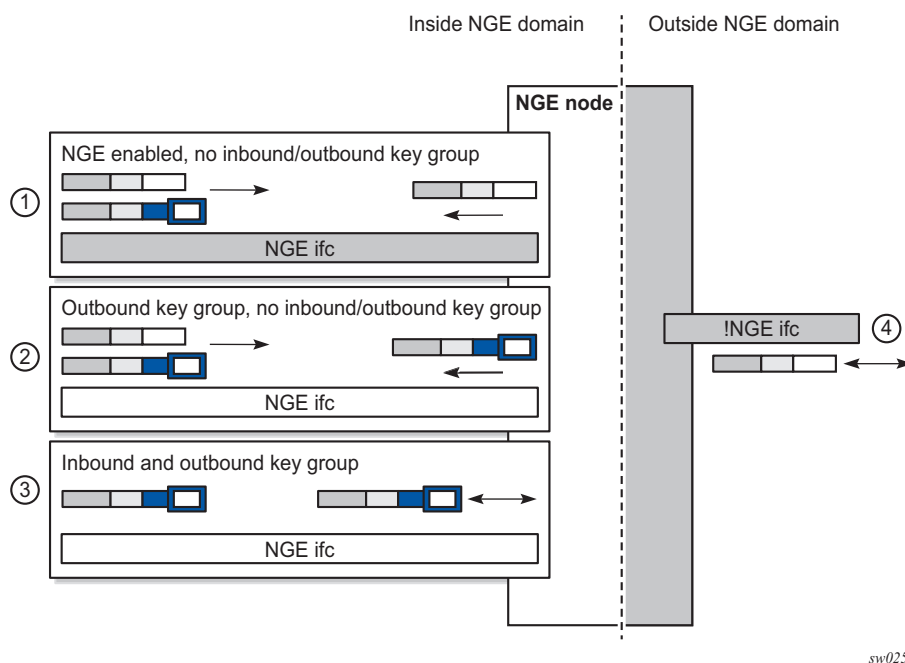 Inside NGE domain
Outside NGE domain
NGE node
NGE enabled, no inbound/outbound key group
1
NGE ifc
Outbound key group, no inbound/outbound key group
2
NGE ifc
!NGE ifc
4
Inbound and outbound key group
3
NGE ifc